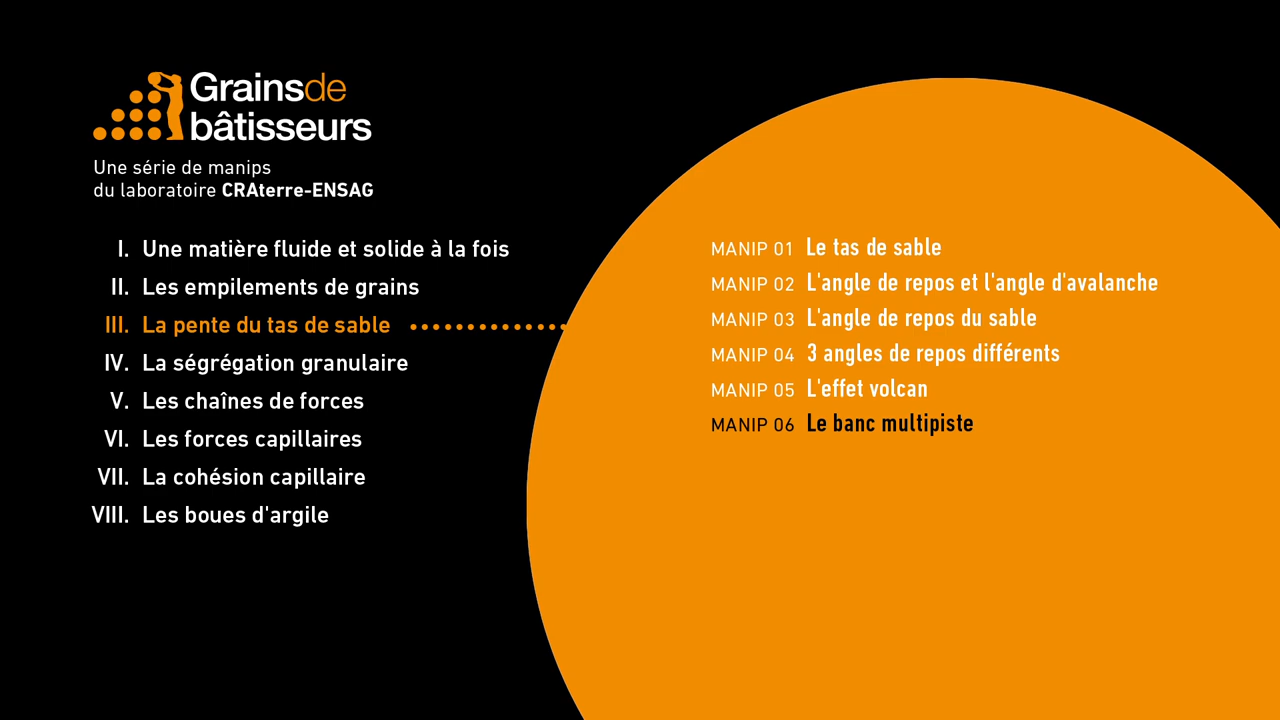 Grainsde
bâtisseurs
Une série de manips
du laboratoire CRAterre-ENSAG
I. Une matière fluide et solide à la fois
II. Les empilements de grains
III. La pente du tas de sable
IV. La ségrégation granulaire
V. Les chaînes de forces
VI. Les forces capillaires
VII. La cohésion capillaire
VIII. Les boues d'argile
MANIP 01 Le tas de sable
MANIP 02 L'angle de repos et l'angle d'avalanche
MANIP 03 L'angle de repos du sable
MANIP 04 3 angles de repos différents
MANIP 05 L'effet volcan
MANIP 06 Le banc multipiste